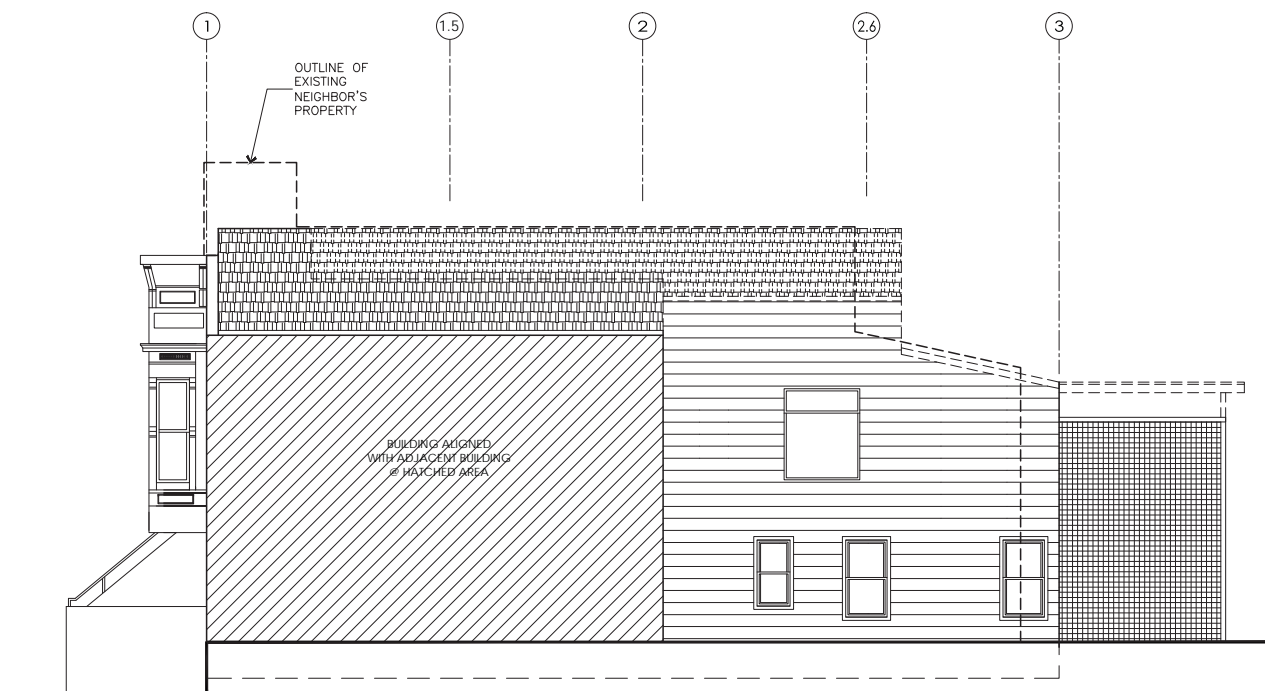 1 1.5 2 2.6 3
OUTLINE OF
EXISTING
NEIGHBOR'S
PROPERTY
BUILDING ALIGNED
WITH ADJACENT BUILDING
@ HATCHED AREA